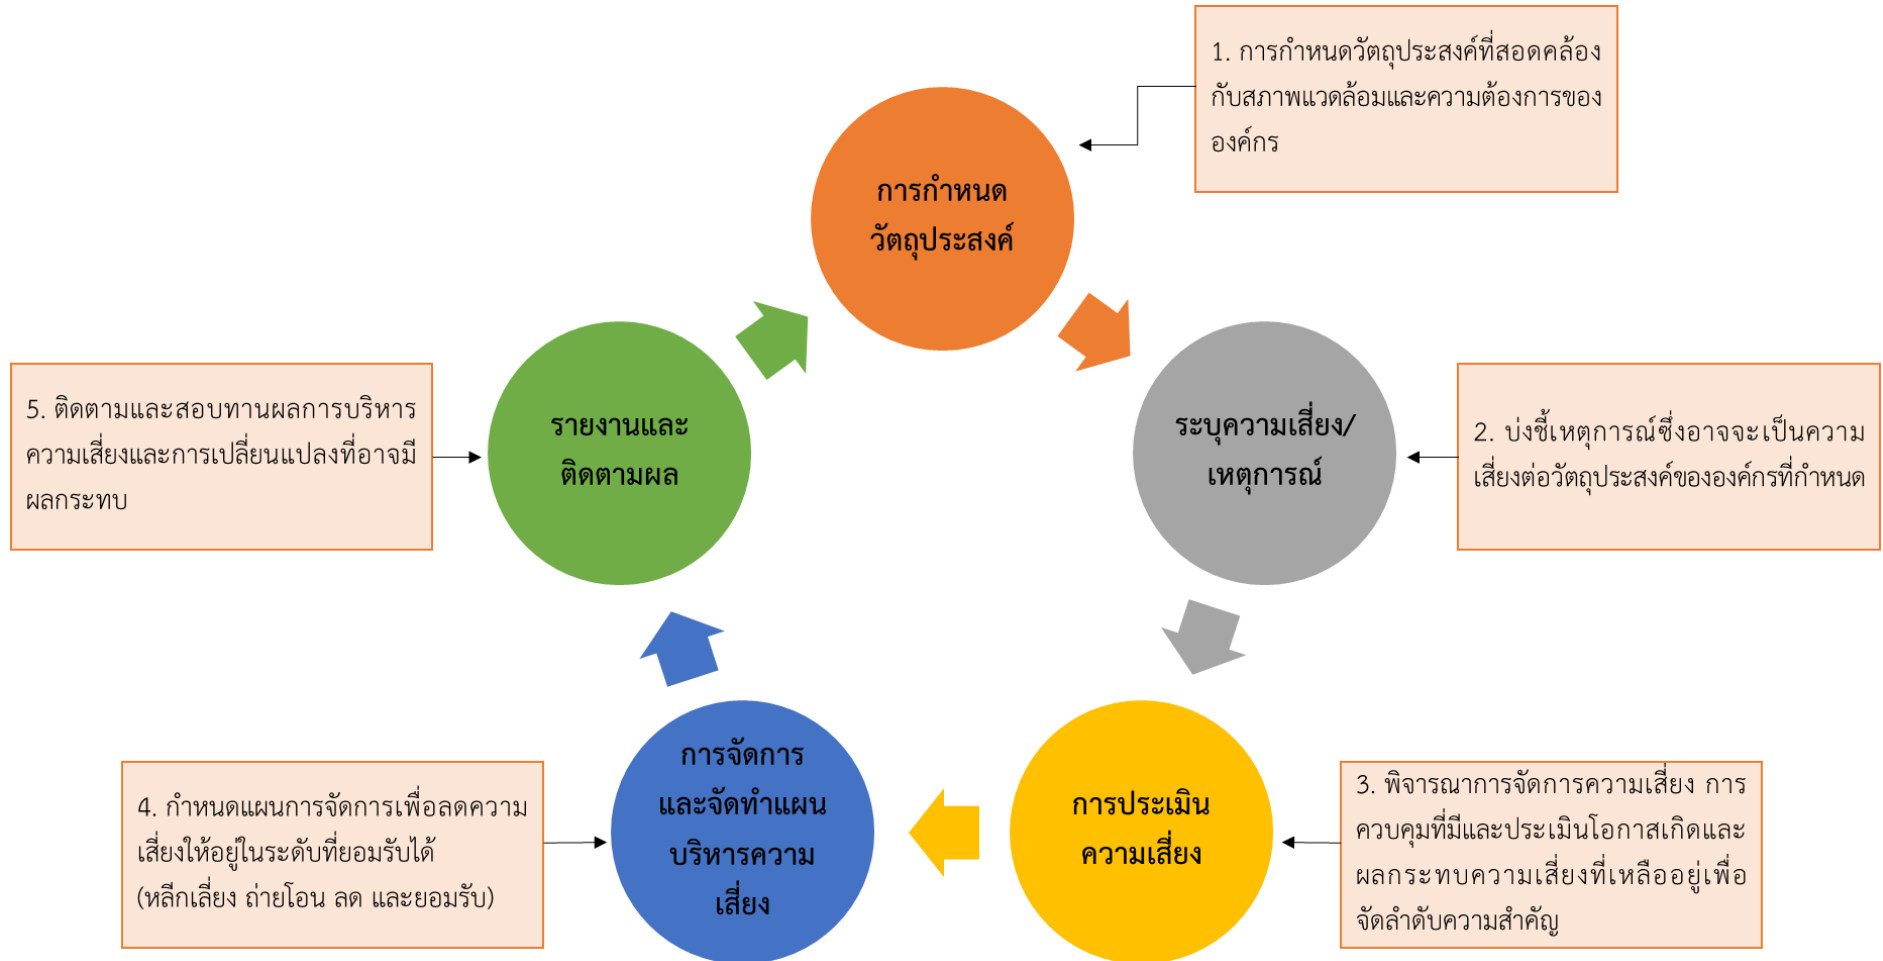 1. การกำหนดวัตถุประสงค์ที่สอดคล้อง
กับสภาพแวดล้อมและความต้องการของ
องค์กร
การกำหนด
วัตถุประสงค์
ระบุความเสี่ยง/
เหตุการณ์
2. บ่งชี้เหตุการณ์ซึ่งอาจจะเป็นความ
เสี่ยงต่อวัตถุประสงค์ขององค์กรที่กำหนด
การประเมิน
ความเสี่ยง
3. พิจารณาการจัดการความเสี่ยง การ
ควบคุมที่มีและประเมินโอกาสเกิดและ
ผลกระทบความเสี่ยงที่เหลืออยู่เพื่อ
จัดลำดับความสำคัญ
การจัดการ
และจัดทำแผน
บริหารความ
เสี่ยง
4. กำหนดแผนการจัดการเพื่อลดความ
เสี่ยงให้อยู่ในระดับที่ยอมรับได้
(หลีกเลี่ยง ถ่ายโอน ลด และยอมรับ)
รายงานและ
ติดตามผล
5. ติดตามและสอบทานผลการบริหาร
ความเสี่ยงและการเปลี่ยนแปลงที่อาจมี
ผลกระทบ